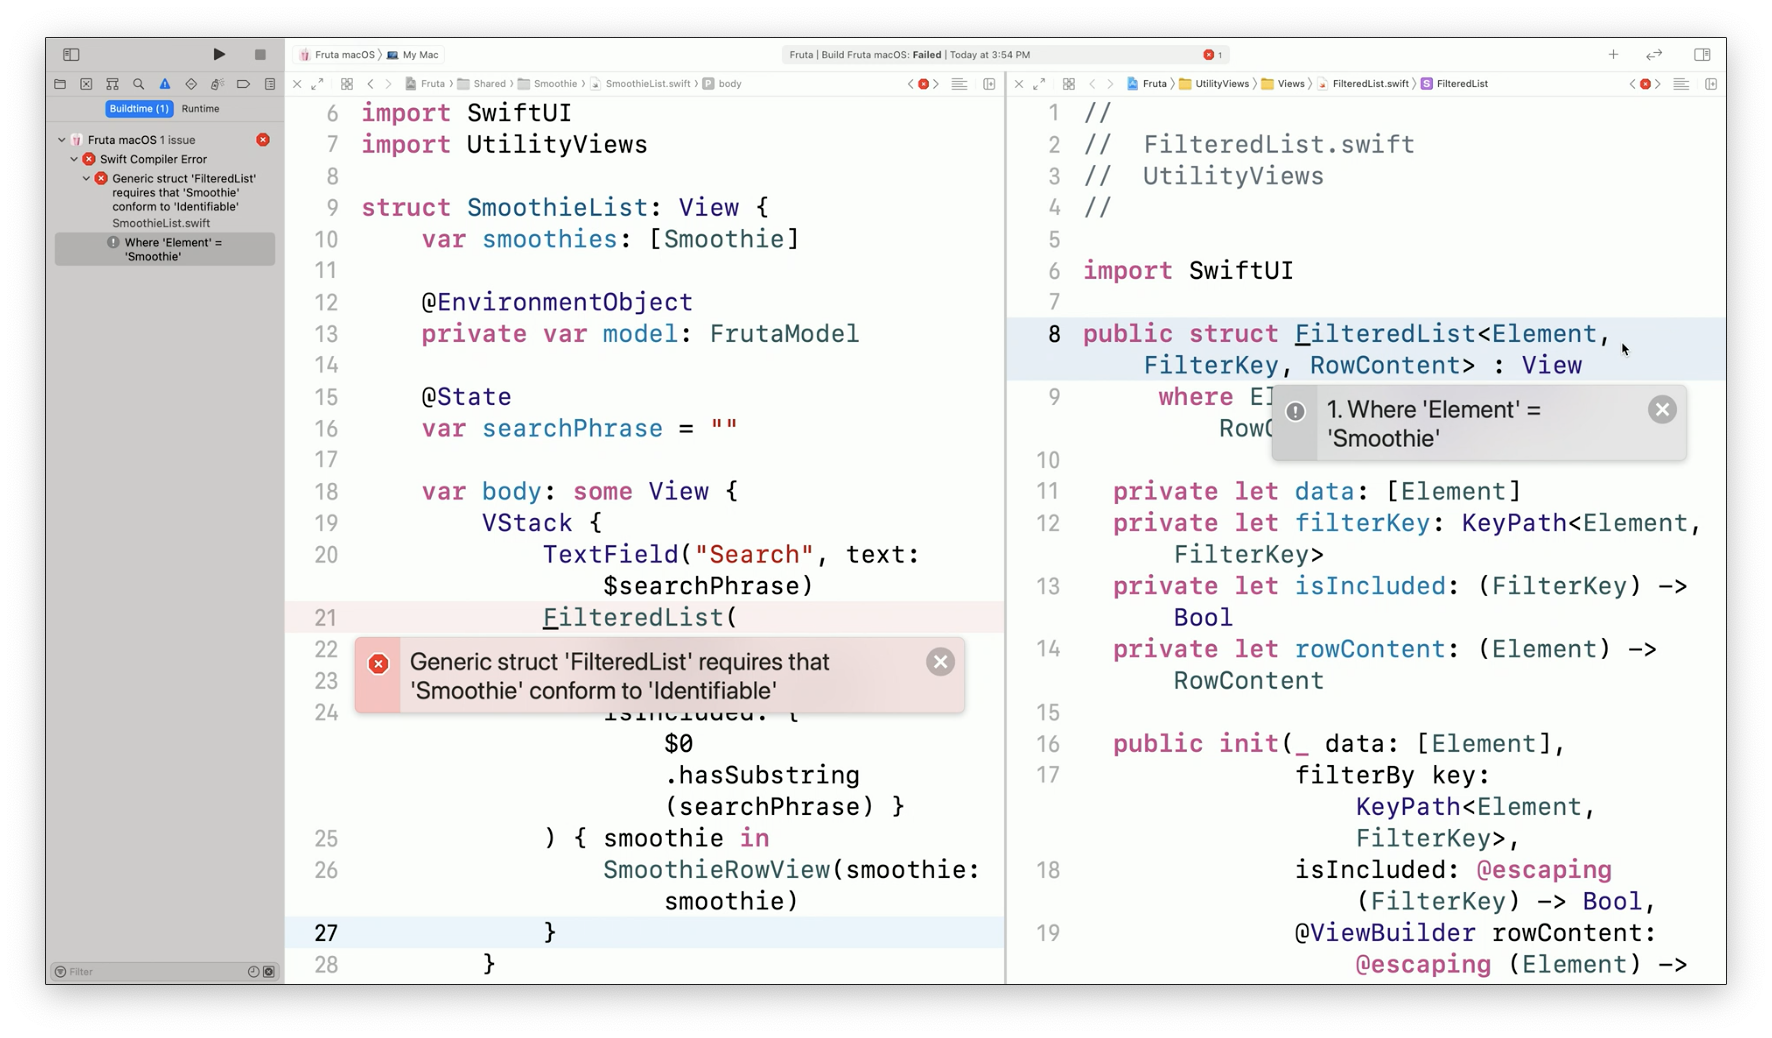 Fruta macOS 〉 My Mac
Fruta | Build Fruta macOS: Failed | Today at 3:54 PM
1
Buildtime (1) Runtime
Fruta macOS 1 issue
Swift Compiler Error
Generic struct 'FilteredList'
requires that 'Smoothie'
conform to 'Identifiable'
SmoothieList.swift
Where 'Element' =
'Smoothie'
Filter
Fruta 〉 Shared 〉 Smoothie 〉 SmoothieList.swift 〉 P body
6 import SwiftUI
7 import UtilityViews
8
9 struct SmoothieList: View {
10 var smoothies: [Smoothie]
11
12 @EnvironmentObject
13 private var model: FrutaModel
14
15 @State
16 var searchPhrase = ""
17
18 var body: some View {
19 VStack {
20 TextField("Search", text:
$searchPhrase)
21 FilteredList(
22
Generic struct 'FilteredList' requires that
'Smoothie' conform to 'Identifiable'
23
24 isIncluded: {
$0
.hasSubstring
(searchPhrase) }
25 ) { smoothie in
26 SmoothieRowView(smoothie:
smoothie)
27 }
28 }
Fruta 〉 UtilityViews 〉 Views 〉 FilteredList.swift 〉 S FilteredList
1 //
2 // FilteredList.swift
3 // UtilityViews
4 //
5
6 import SwiftUI
7
8 public struct FilteredList<Element,
FilterKey, RowContent> : View
9 where El
RowC
1. Where 'Element' =
'Smoothie'
10
11 private let data: [Element]
12 private let filterKey: KeyPath<Element,
FilterKey>
13 private let isIncluded: (FilterKey) ->
Bool
14 private let rowContent: (Element) ->
RowContent
15
16 public init(_ data: [Element],
17 filterBy key:
KeyPath<Element,
FilterKey>,
18 isIncluded: @escaping
(FilterKey) -> Bool,
19 @ViewBuilder rowContent:
@escaping (Element) ->